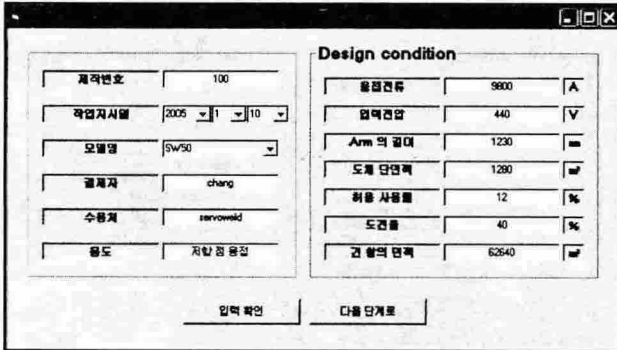 제작번호 100
작업지시일 2005 1 10
모델명 SW50
결제자 chang
수용처 servoweld
용도 저항 점 용접
Design condition
용접전류 9800 A
입력전압 440 V
Arm 의 길이 1230 mm
도체 단면적 1280 m²
허용 사용률 12 %
도전율 40 %
긴 창의 면적 62640 m²
입력 확인 다음 단계로